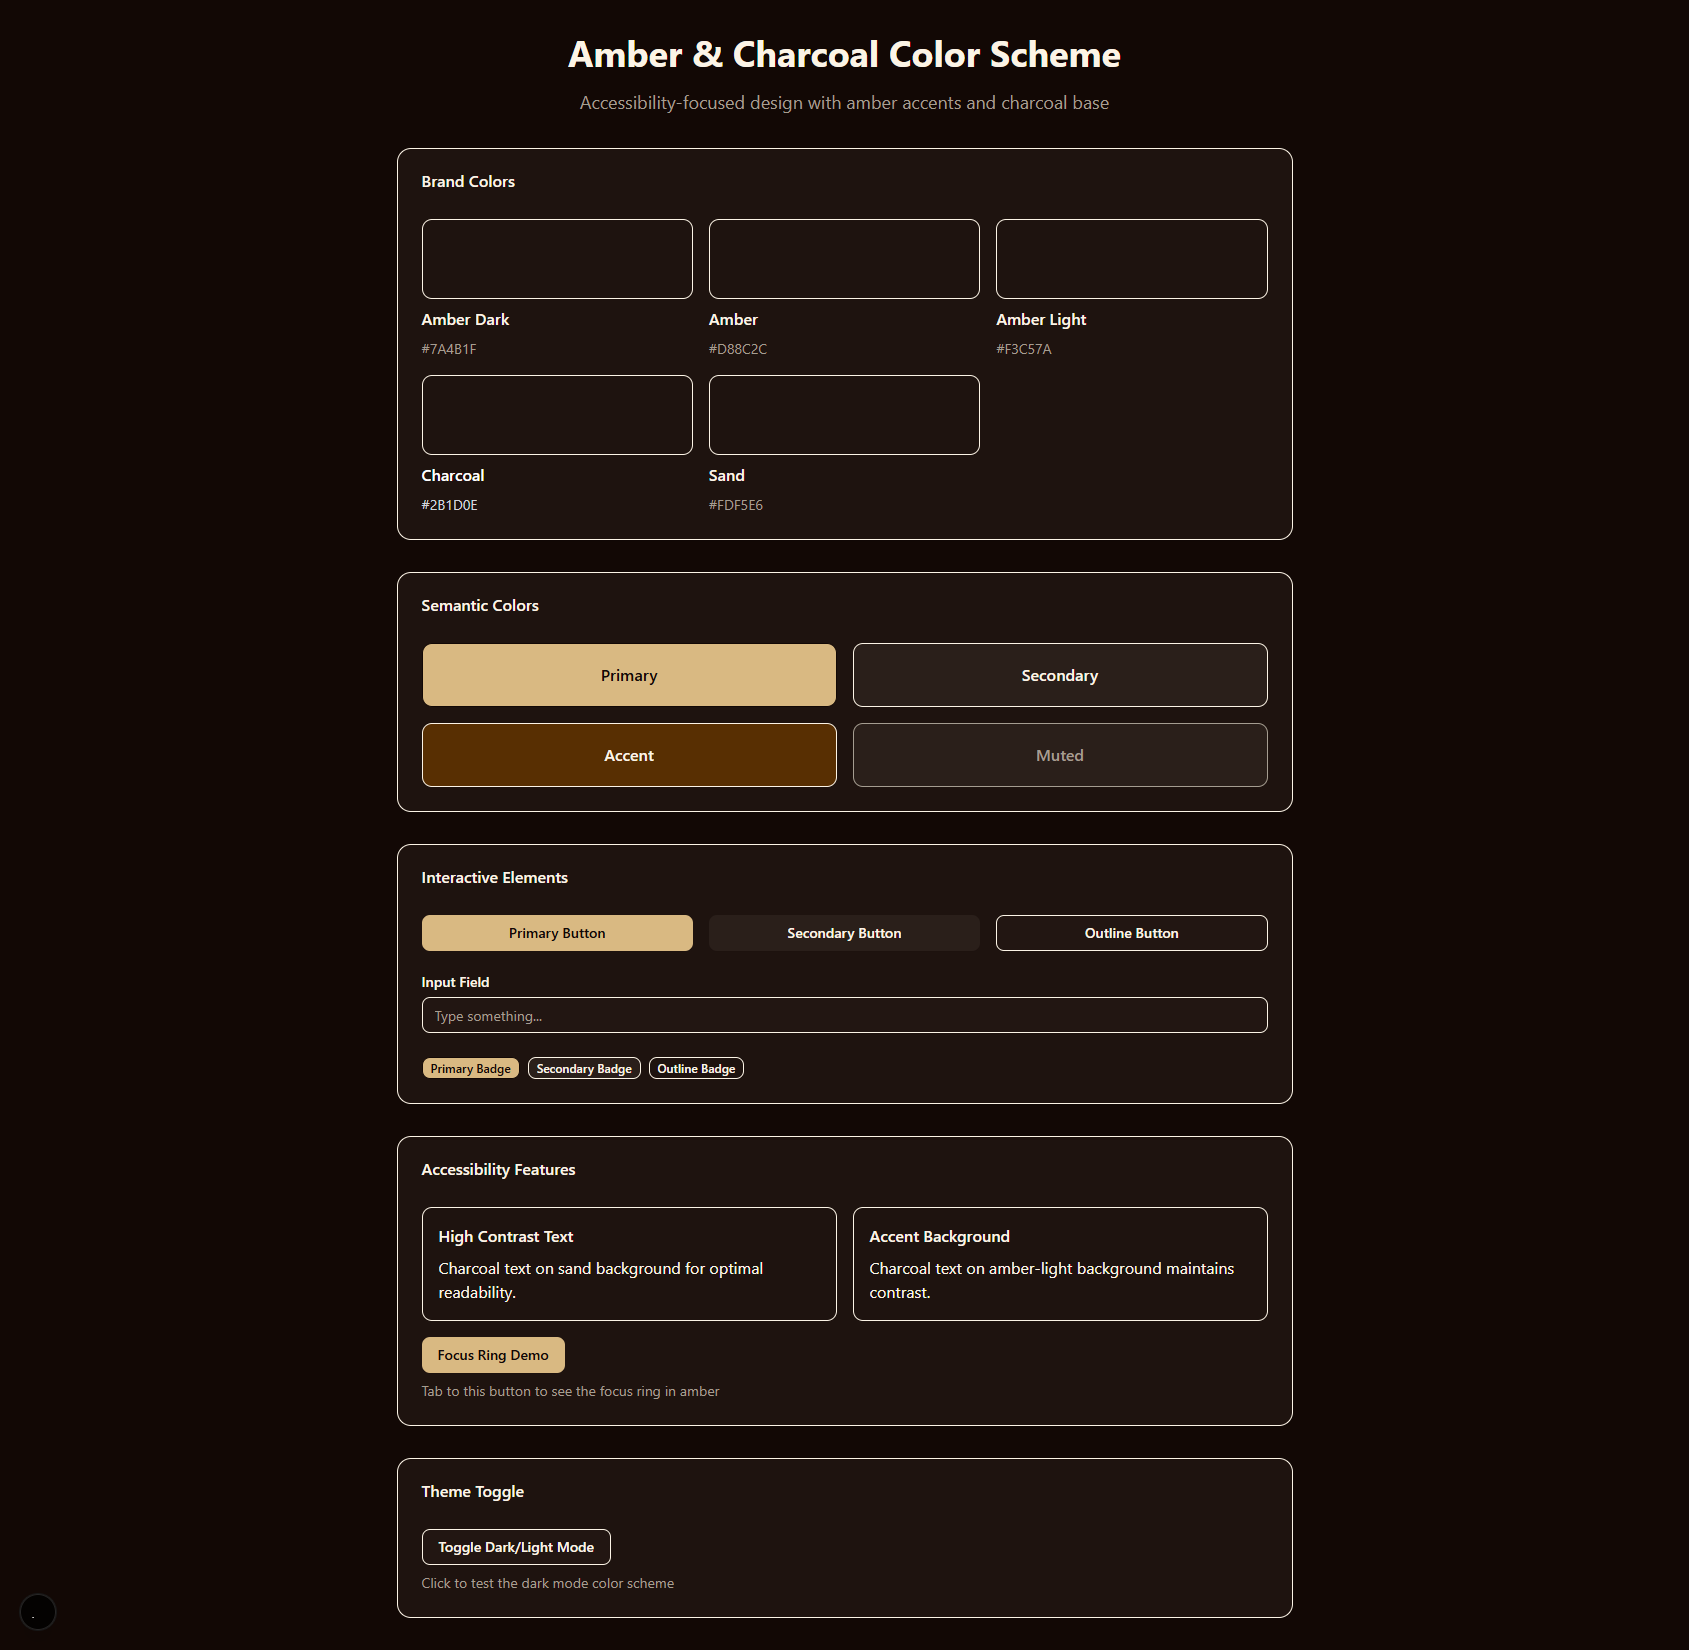 Amber & Charcoal Color Scheme
Accessibility-focused design with amber accents and charcoal base
Brand Colors
Amber Dark
#7A4B1F
Amber
#D88C2C
Amber Light
#F3C57A
Charcoal
#2B1D0E
Sand
#FDF5E6
Semantic Colors
Primary
Secondary
Accent
Muted
Interactive Elements
Primary Button
Secondary Button
Outline Button
Input Field
Type something...
Primary Badge
Secondary Badge
Outline Badge
Accessibility Features
High Contrast Text
Charcoal text on sand background for optimal
readability.
Accent Background
Charcoal text on amber-light background maintains
contrast.
Focus Ring Demo
Tab to this button to see the focus ring in amber
Theme Toggle
Toggle Dark/Light Mode
Click to test the dark mode color scheme